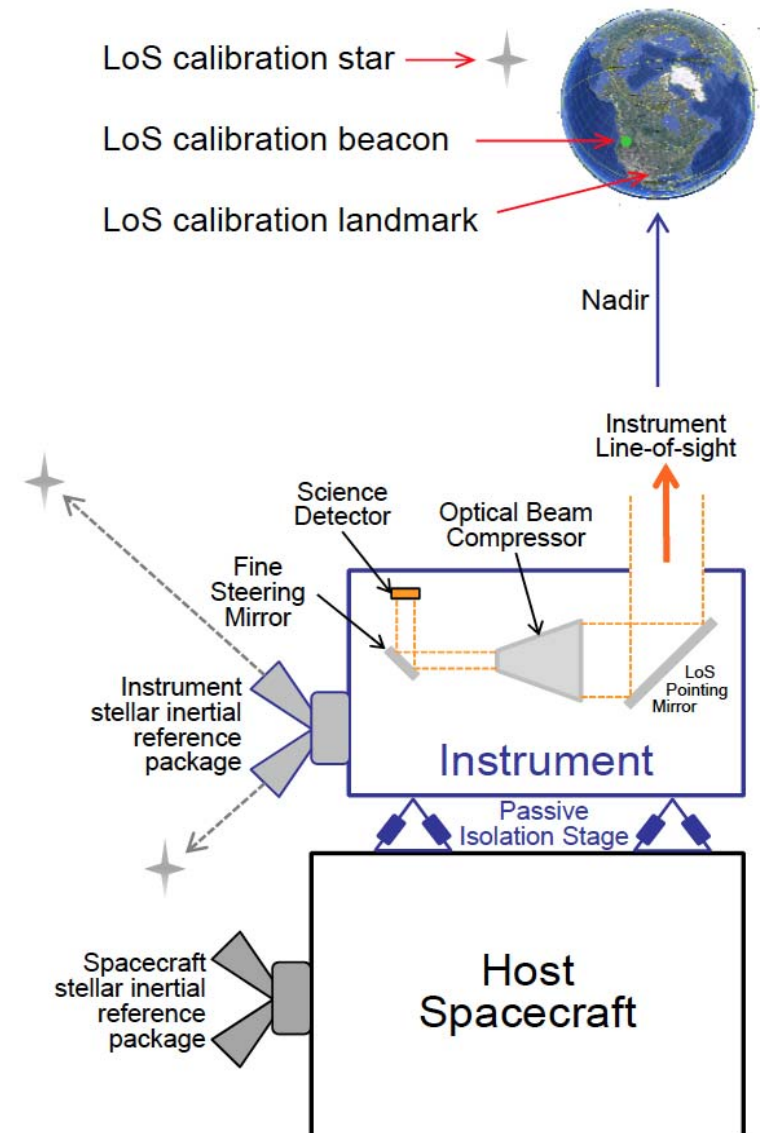 LoS calibration star
LoS calibration beacon
LoS calibration landmark
Nadir
Instrument
Line-of-sight
Science
Detector
Optical Beam
Compressor
Fine
Steering
Mirror
LoS
Pointing
Mirror
Instrument
stellar inertial
reference
package
Instrument
Passive
Isolation Stage
Spacecraft
stellar inertial
reference
package
Host
Spacecraft